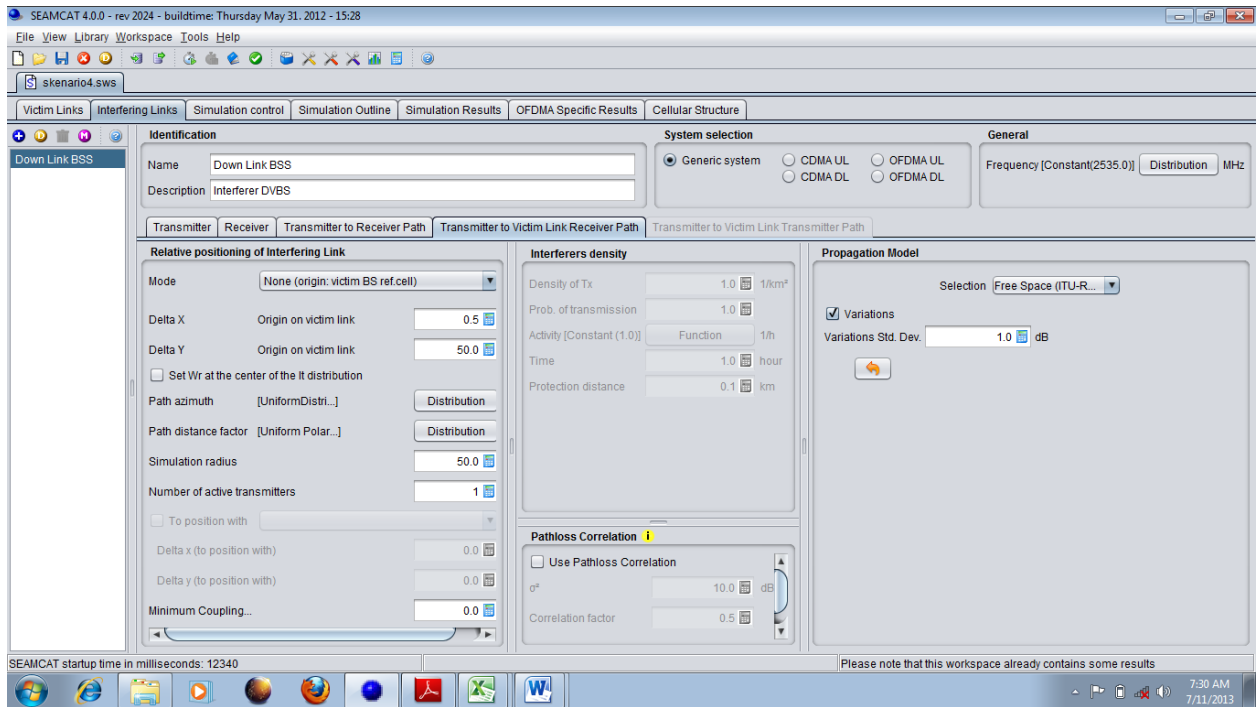 SEAMCAT 4.0.0 - rev 2024 - buildtime: Thursday May 31. 2012 - 15:28
File View Library Workspace Tools Help
skenario4.sws
Victim Links Interfering Links Simulation control Simulation Outline Simulation Results OFDMA Specific Results Cellular Structure
Down Link BSS
Identification
Name Down Link BSS
Description Interferer DVBS
System selection
Generic system CDMA UL OFDMA UL
CDMA DL OFDMA DL
General
Frequency [Constant(2535.0)] Distribution MHz
Transmitter Receiver Transmitter to Receiver Path Transmitter to Victim Link Receiver Path Transmitter to Victim Link Transmitter Path
Relative positioning of Interfering Link
Mode None (origin: victim BS ref.cell)
Delta X Origin on victim link 0.5
Delta Y Origin on victim link 50.0
Set Wr at the center of the It distribution
Path azimuth [UniformDistri...] Distribution
Path distance factor [Uniform Polar...] Distribution
Simulation radius 50.0
Number of active transmitters 1
To position with
Delta x (to position with) 0.0
Delta y (to position with) 0.0
Minimum Coupling... 0.0
Interferers density
Density of Tx 1.0 1/km²
Prob. of transmission 1.0
Activity [Constant (1.0)] Function 1/h
Time 1.0 hour
Protection distance 0.1 km
Pathloss Correlation i
Use Pathloss Correlation
σ² 10.0 dB
Correlation factor 0.5
Propagation Model
Selection Free Space (ITU-R...
Variations
Variations Std. Dev. 1.0 dB
SEAMCAT startup time in milliseconds: 12340
Please note that this workspace already contains some results
7:30 AM
7/11/2013